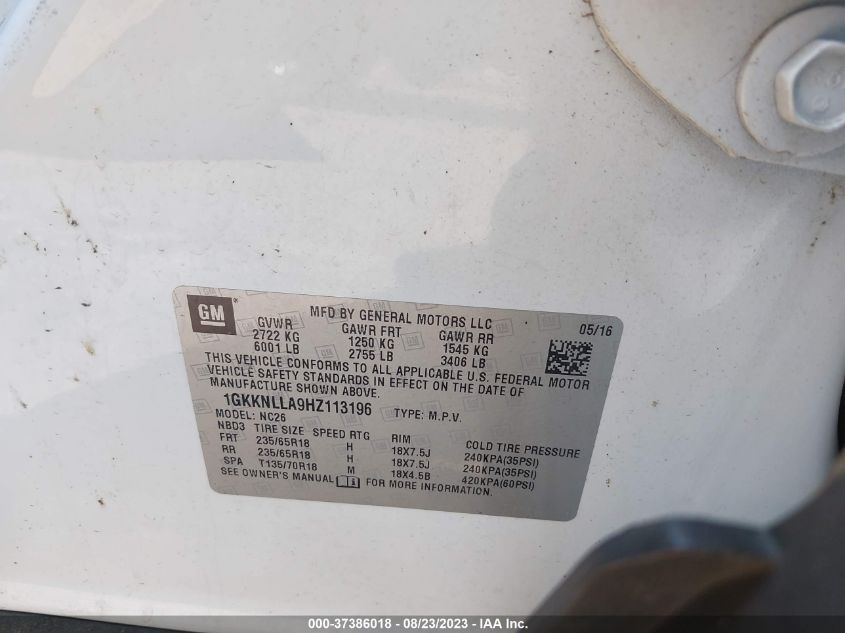 GM
MFD BY GENERAL MOTORS LLC
05/16
GVWR GAWR FRT GAWR RR
2722 KG 1250 KG 1545 KG
6001 LB 2755 LB 3406 LB
THIS VEHICLE CONFORMS TO ALL APPLICABLE U.S. FEDERAL MOTOR
VEHICLE SAFETY STANDARDS IN EFFECT ON THE DATE OF
MANUFACTURE SHOWN ABOVE.
1GKKNLLA9HZ113196 TYPE: M.P.V.
MODEL: NC26
NBD3 TIRE SIZE SPEED RTG RIM COLD TIRE PRESSURE
FRT 235/65R18 H 18X7.5J 240KPA(35PSI)
RR 235/65R18 H 18X7.5J 240KPA(35PSI)
SPA T135/70R18 M 18X4.5B 420KPA(60PSI)
SEE OWNER'S MANUAL FOR MORE INFORMATION.
000-37386018 - 08/23/2023 - IAA Inc.